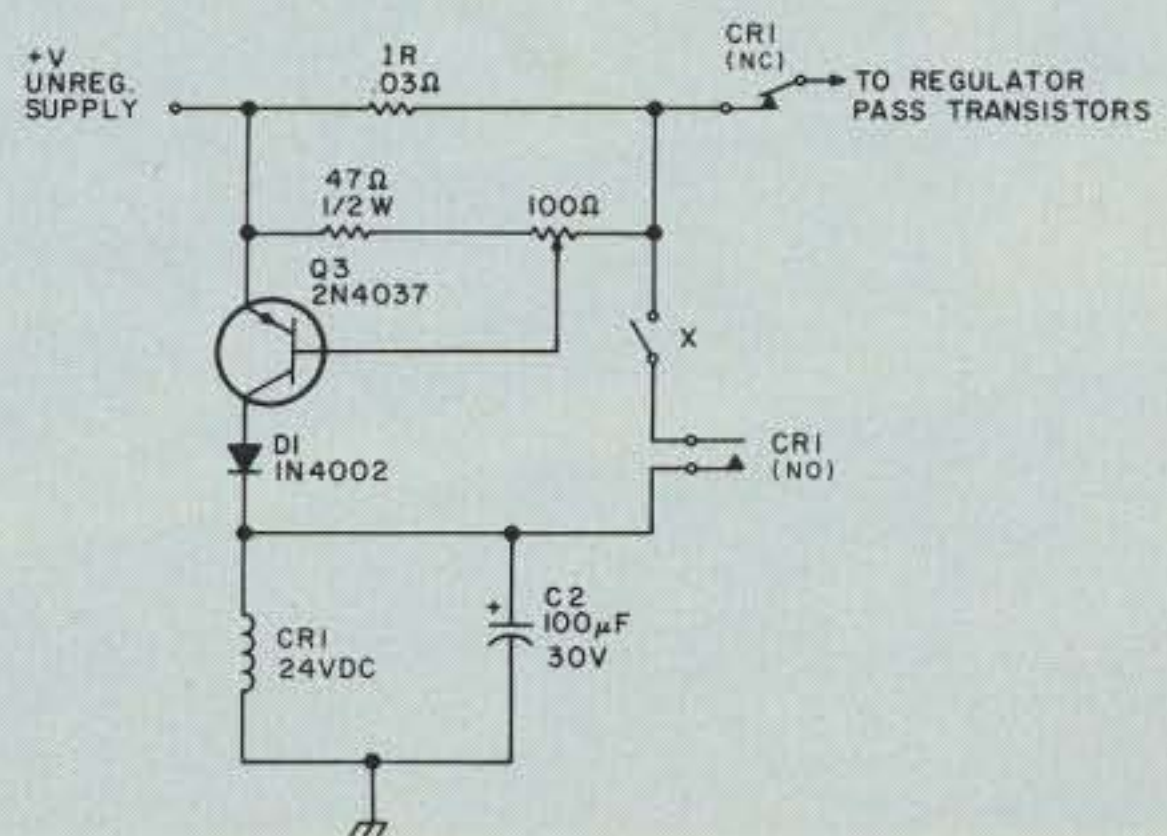 +V
UNREG.
SUPPLY
1R
.03Ω
CR1
(NC)
TO REGULATOR
PASS TRANSISTORS
47Ω
1/2 W
100Ω
Q3
2N4037
X
D1
1N4002
CR1
(NO)
CR1
24VDC
+
C2
100µF
30V